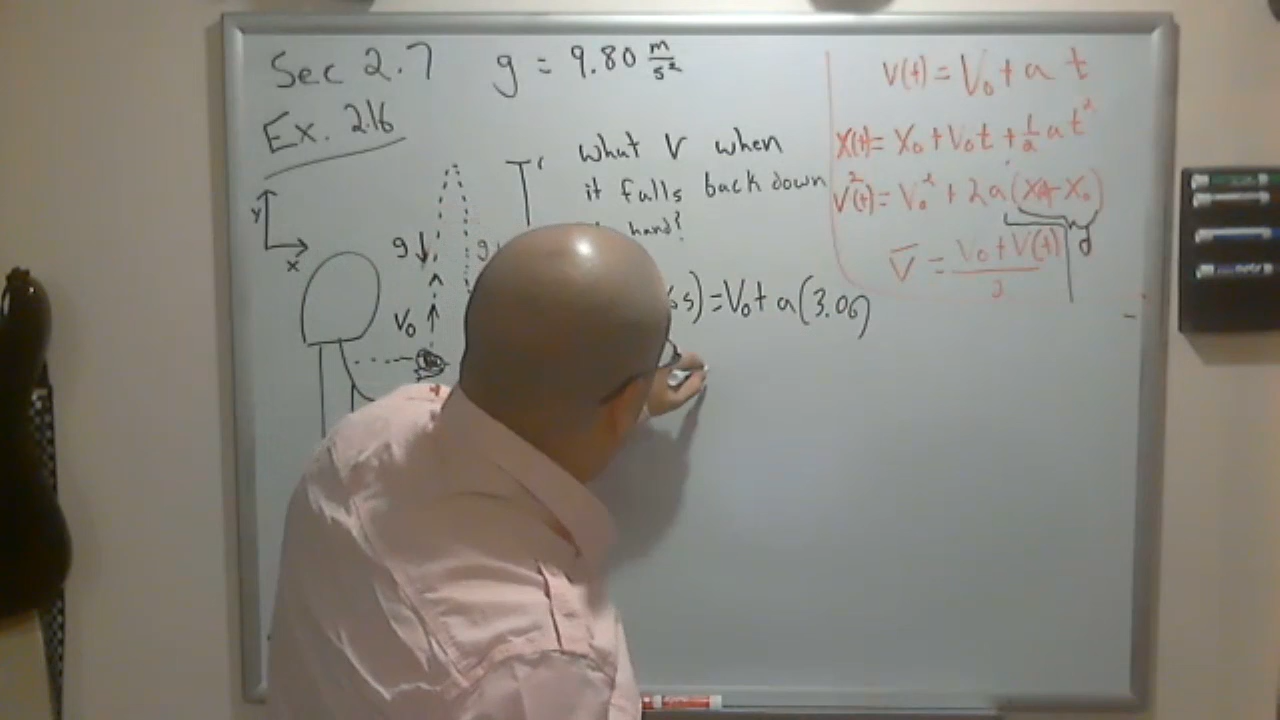 Sec 2.7
g = 9.80 m/s²
Ex. 2.16
What V when
it falls back down
hand?
y
x
g
g
V₀
s) = V₀ + a (3.06)
V(t) = V₀ + a t
X(t) = X₀ + V₀t + ½ a t²
V²(t) = V₀² + 2a (X(t) - X₀)
d
V̄ = (V₀ + V(t))/2